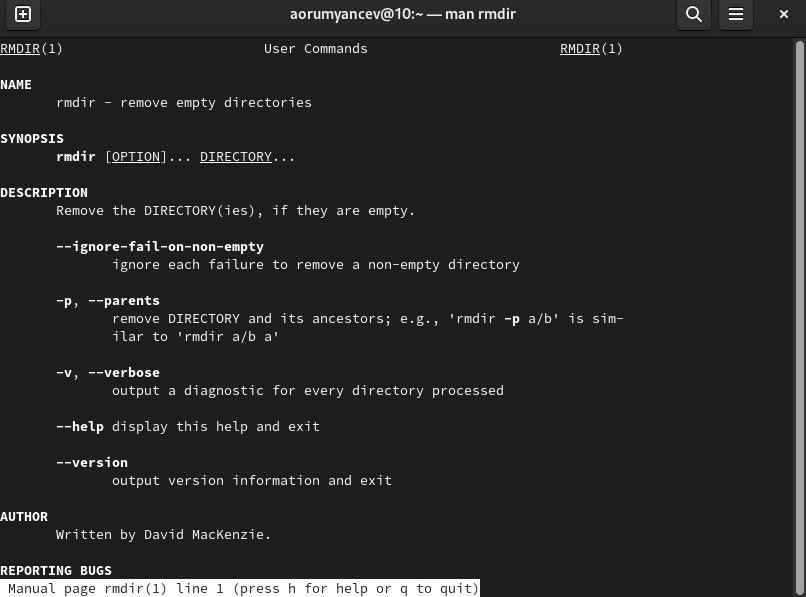 aorumyancev@10:~ — man rmdir
RMDIR(1) User Commands RMDIR(1)
NAME
rmdir - remove empty directories
SYNOPSIS
rmdir [OPTION]... DIRECTORY...
DESCRIPTION
Remove the DIRECTORY(ies), if they are empty.
--ignore-fail-on-non-empty
ignore each failure to remove a non-empty directory
-p, --parents
remove DIRECTORY and its ancestors; e.g., 'rmdir -p a/b' is sim-
ilar to 'rmdir a/b a'
-v, --verbose
output a diagnostic for every directory processed
--help display this help and exit
--version
output version information and exit
AUTHOR
Written by David MacKenzie.
REPORTING BUGS
Manual page rmdir(1) line 1 (press h for help or q to quit)